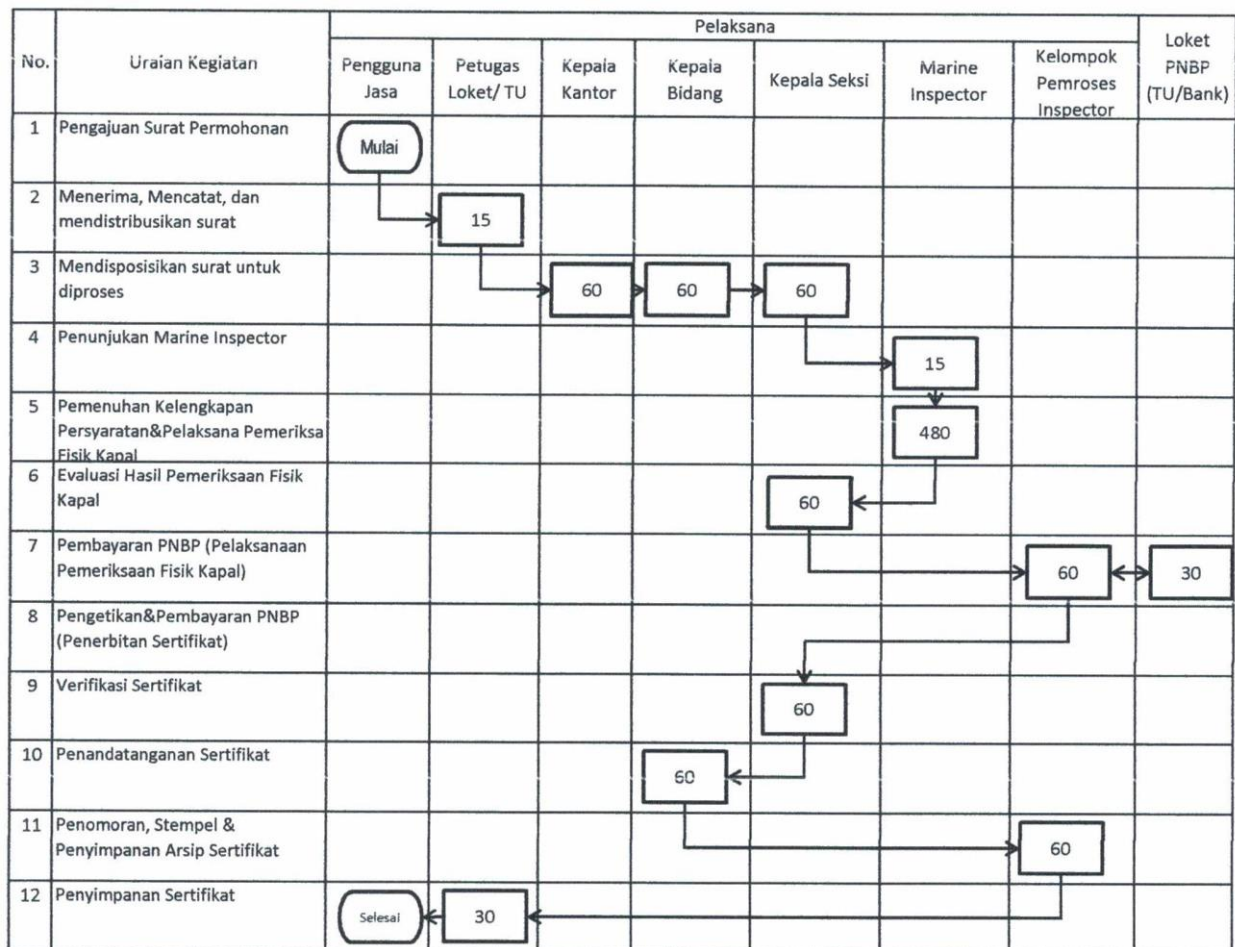 Pelaksana
No.
Uraian Kegiatan
Pengguna
Jasa
Petugas
Loket/ TU
Kepala
Kantor
Kepala
Bidang
Kepala Seksi
Marine
Inspector
Kelompok
Pemroses
Inspector
Loket
PNBP
(TU/Bank)
1 Pengajuan Surat Permohonan
Mulai
2 Menerima, Mencatat, dan
mendistribusikan surat
15
3 Mendisposisikan surat untuk
diproses
60 60 60
4 Penunjukan Marine Inspector
15
5 Pemenuhan Kelengkapan
Persyaratan&Pelaksana Pemeriksa
Fisik Kapal
480
6 Evaluasi Hasil Pemeriksaan Fisik
Kapal
60
7 Pembayaran PNBP (Pelaksanaan
Pemeriksaan Fisik Kapal)
60 30
8 Pengetikan&Pembayaran PNBP
(Penerbitan Sertifikat)
9 Verifikasi Sertifikat
60
10 Penandatanganan Sertifikat
60
11 Penomoran, Stempel &
Penyimpanan Arsip Sertifikat
60
12 Penyimpanan Sertifikat
Selesai 30